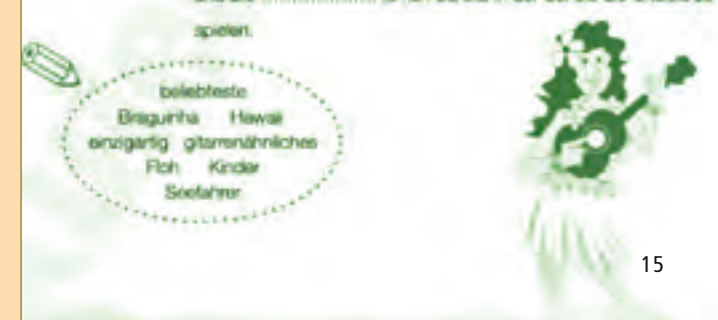 spielen.
beliebteste
Braguinha Hawaii
einzigartig gitarrenähnliches
Floh Kinder
Seefahrer
15